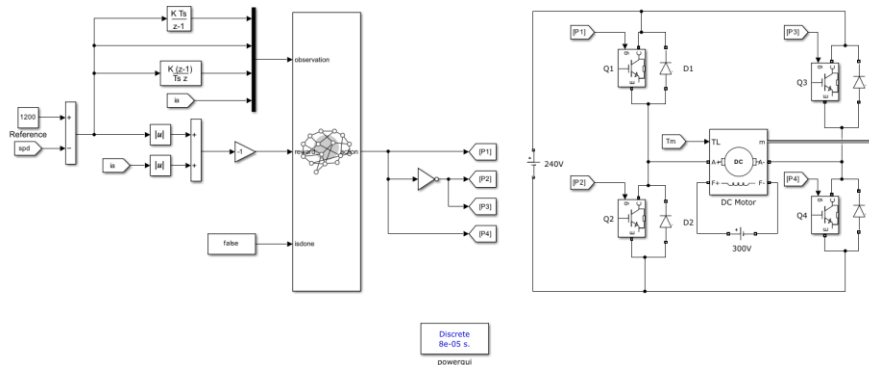 K Ts
z-1
K (z-1)
Ts z
ia
1200
Reference
spd
+
−
|u|
ia
|u|
+
+
-1
observation
reward
action
false
isdone
[P1]
[P2]
[P3]
[P4]
Discrete
8e-05 s.
powergui
240V
[P1]
g
C
E
Q1
D1
[P2]
g
C
E
Q2
D2
Tm
TL
m
A+
DC
A-
F+
F-
DC Motor
300V
[P3]
g
C
E
Q3
[P4]
g
C
E
Q4